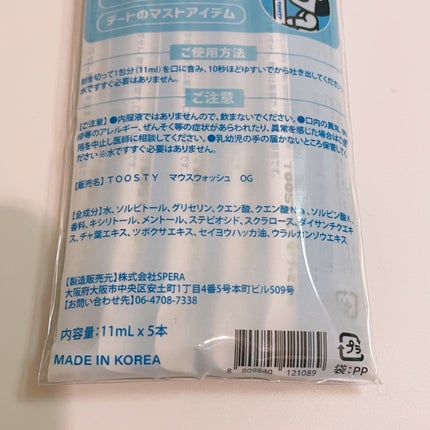 デートのマストアイテム
ご使用方法
封を切って1包分（11ml）を口に含み、10秒ほどゆすいでから吐き出してください。
水ですすぐ必要はありません。
ご注意
【ご注意】●内服液ではありませんので、飲まないでください。●口内の異常、
等のアレルギー、ぜんそく等の症状があらわれたり、異常を感じた場合は
用を中止し医師に相談してください。●乳幼児の手の届かないところ保管して
ください ※水ですすぐ必要はありません。
【販売名】TOOSTY マウスウォッシュ OG
【全成分】水、ソルビトール、グリセリン、クエン酸、クエン酸Na、ソルビン酸K、
香料、キシリトール、メントール、ステビオシド、スクラロース、ダイサンチクエキ
ス、チャ葉エキス、ツボクサエキス、セイヨウハッカ油、ウラルカンゾウエキス
【製造販売元】株式会社SPERA
大阪府大阪市中央区安土町1丁目4番5号本町ビル509号
【お問い合わせ先】06-4708-7338
内容量：11mL x 5本
MADE IN KOREA
8 809840 121089
プラ
袋：PP